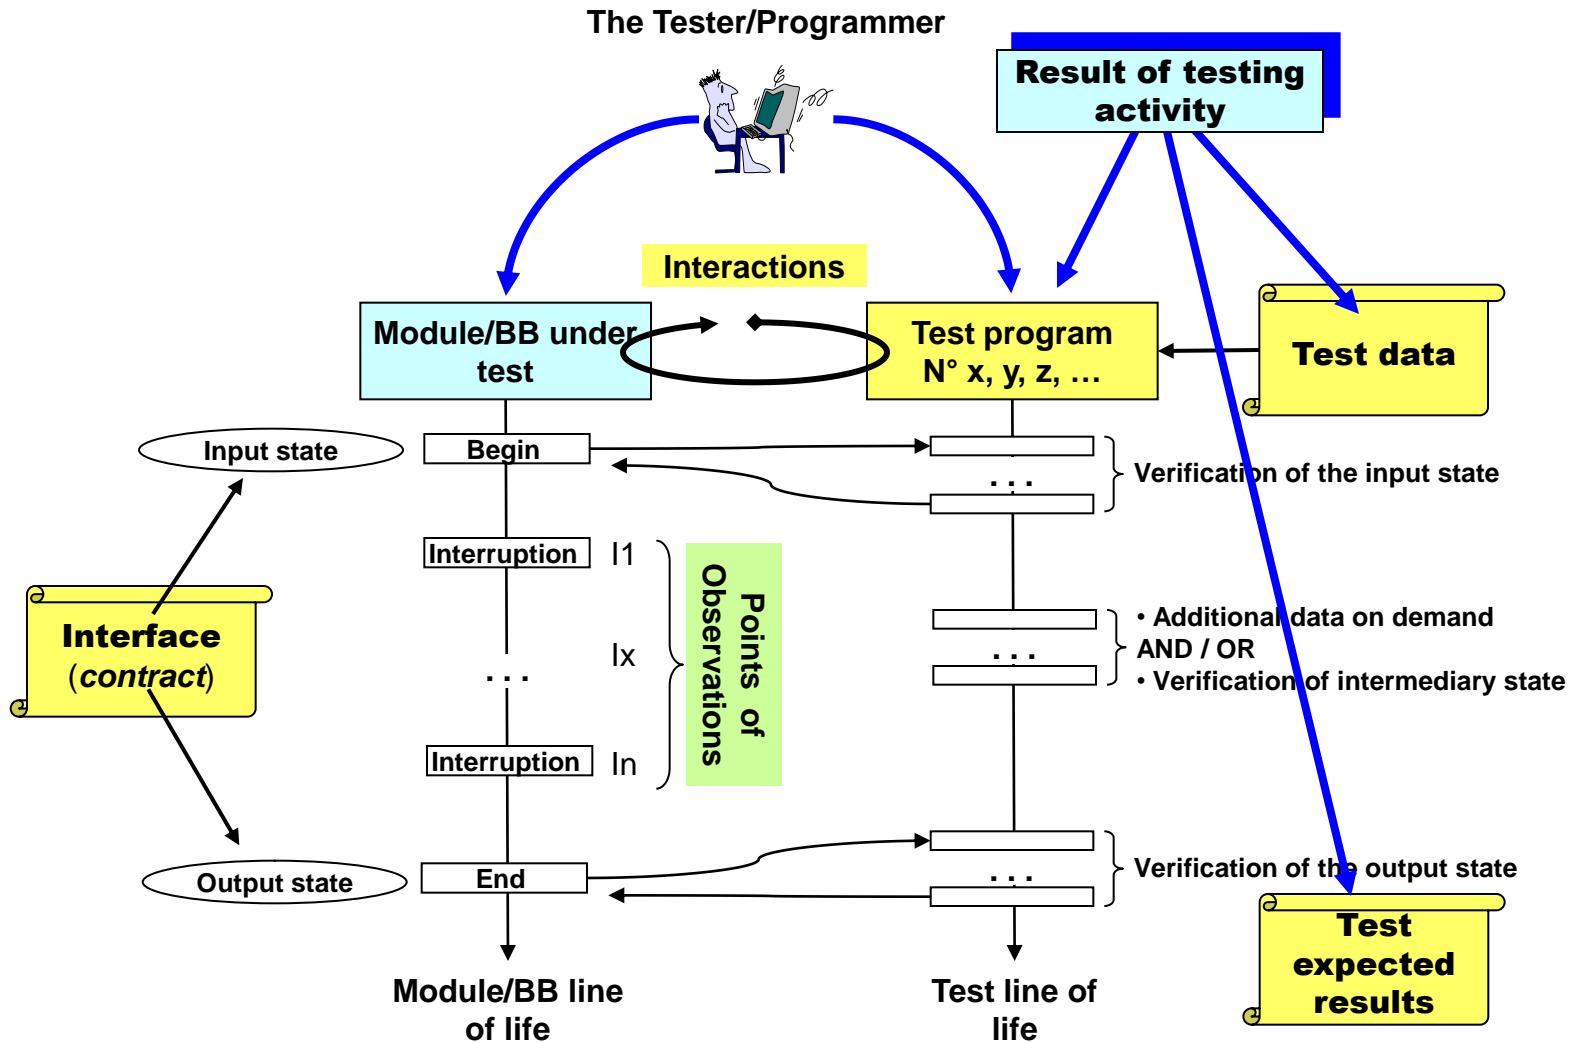 The Tester/Programmer
Result of testing
activity
Interactions
Module/BB under
test
Test program
N° x, y, z, …
Test data
Input state
Begin
. . .
Verification of the input state
Interruption
I1
Points of
Observations
Interface
(contract)
. . .
Ix
• Additional data on demand
. . .
AND / OR
• Verification of intermediary state
Interruption
In
Output state
End
. . .
Verification of the output state
Test
expected
results
Module/BB line
of life
Test line of
life